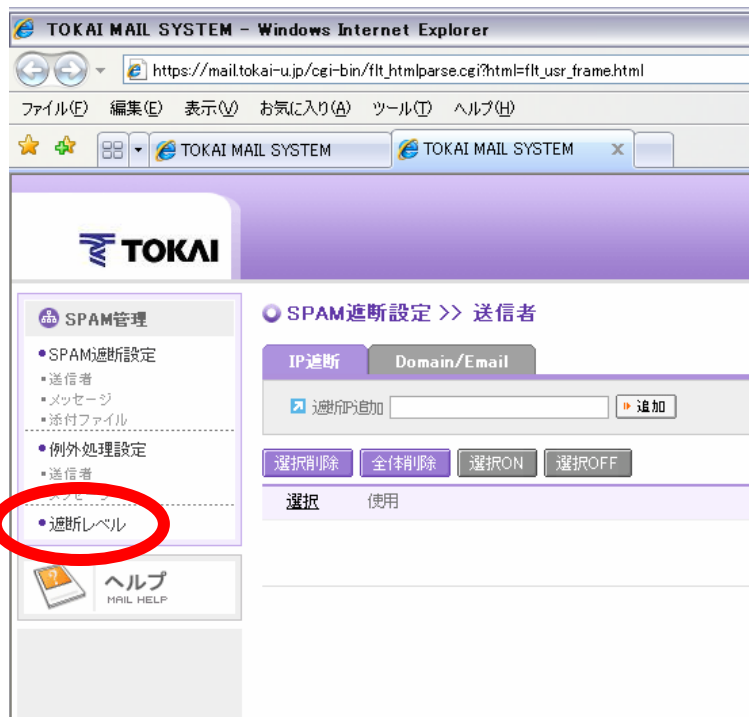 TOKAI MAIL SYSTEM - Windows Internet Explorer
https://mail.tokai-u.jp/cgi-bin/flt_htmlparse.cgi?html=flt_usr_frame.html
ファイル(F) 編集(E) 表示(V) お気に入り(A) ツール(T) ヘルプ(H)
TOKAI MAIL SYSTEM TOKAI MAIL SYSTEM X
TOKAI
SPAM管理
•SPAM遮断設定
▪送信者
▪メッセージ
▪添付ファイル
•例外処理設定
▪送信者
•遮断レベル
ヘルプ
MAIL HELP
SPAM遮断設定 >> 送信者
IP遮断 Domain/Email
遮断IP追加 追加
選択削除 全体削除 選択ON 選択OFF
選択 使用